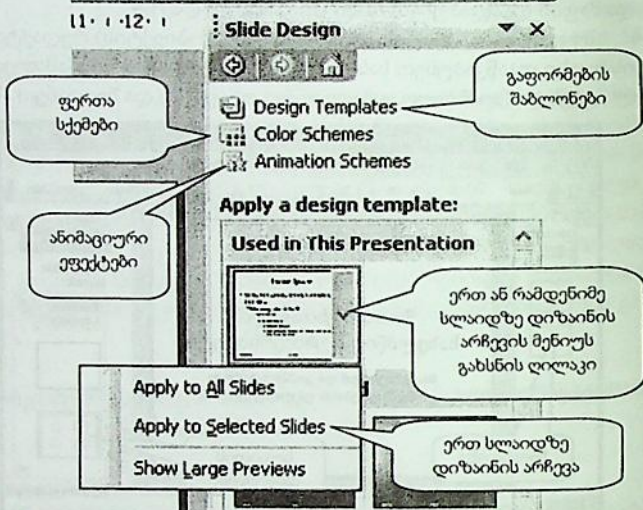 11 · ı · 12 · ı
Slide Design
გაფორმების
შაბლონები
ფერთა
სქემები
Design Templates
Color Schemes
Animation Schemes
ანიმაციური
ეფექტები
Apply a design template:
Used in This Presentation
ერთ ან რამდენიმე
სლაიდზე დიზაინის
არჩევის მენიუს
გახსნის ღილაკი
Apply to All Slides
Apply to Selected Slides
Show Large Previews
ერთ სლაიდზე
დიზაინის არჩევა